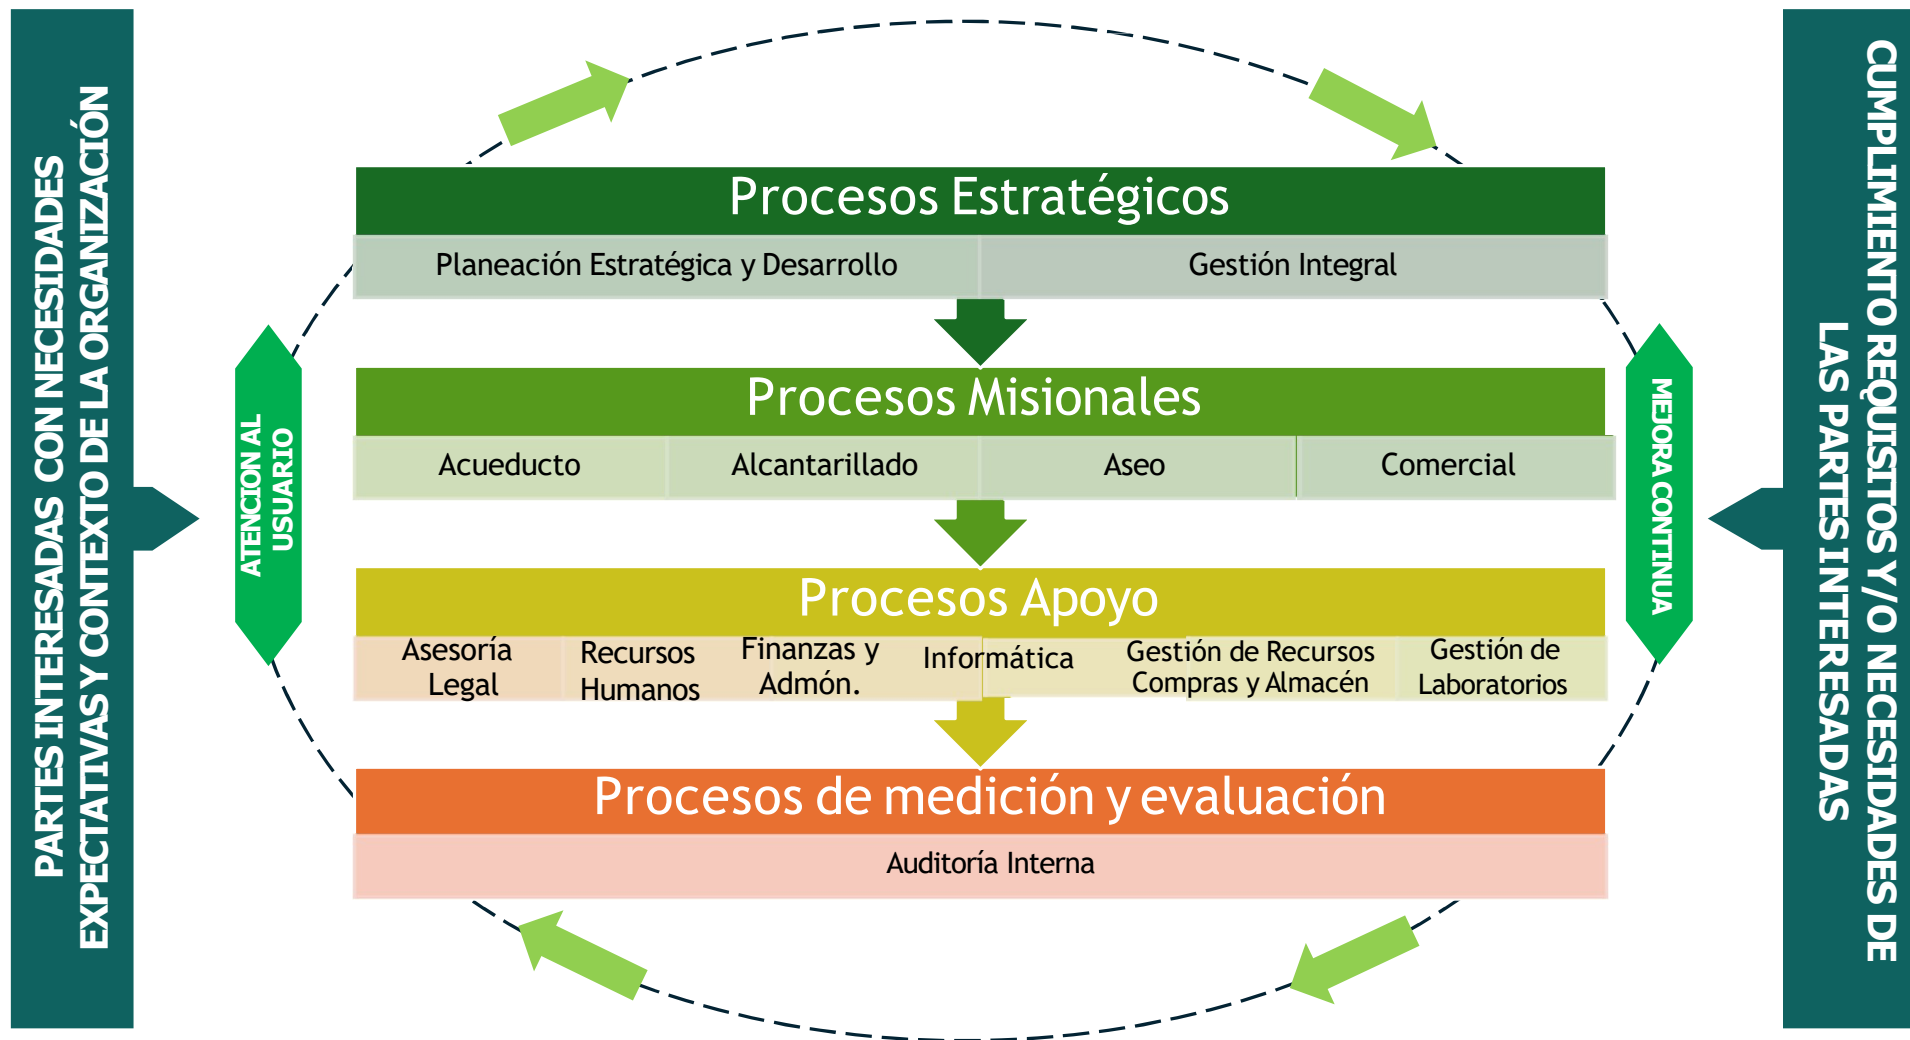 PARTES INTERESADAS CON NECESIDADES
EXPECTATIVAS Y CONTEXTO DE LA ORGANIZACIÓN
ATENCION AL
USUARIO
Procesos Estratégicos
Planeación Estratégica y Desarrollo
Gestión Integral
Procesos Misionales
Acueducto
Alcantarillado
Aseo
Comercial
Procesos Apoyo
Asesoría
Legal
Recursos
Humanos
Finanzas y
Admón.
Informática
Gestión de Recursos
Compras y Almacén
Gestión de
Laboratorios
Procesos de medición y evaluación
Auditoría Interna
MEJORA CONTINUA
CUMPLIMIENTO REQUISITOS Y/O NECESIDADES DE
LAS PARTES INTERESADAS